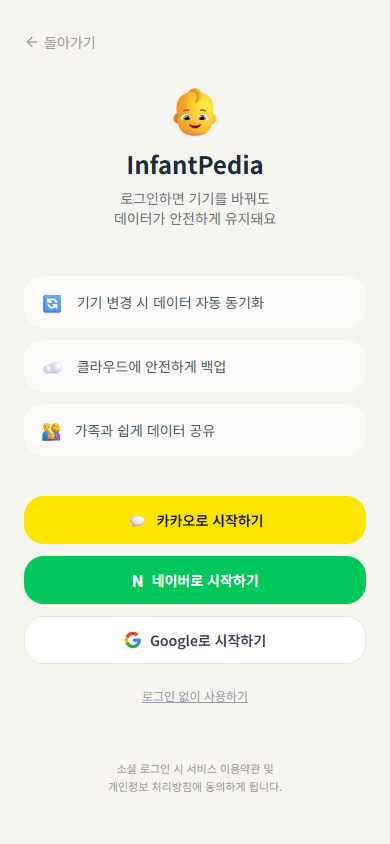 ← 돌아가기
InfantPedia
로그인하면 기기를 바꿔도
데이터가 안전하게 유지돼요
기기 변경 시 데이터 자동 동기화
클라우드에 안전하게 백업
가족과 쉽게 데이터 공유
카카오로 시작하기
N 네이버로 시작하기
Google로 시작하기
로그인 없이 사용하기
소셜 로그인 시 서비스 이용약관 및
개인정보 처리방침에 동의하게 됩니다.